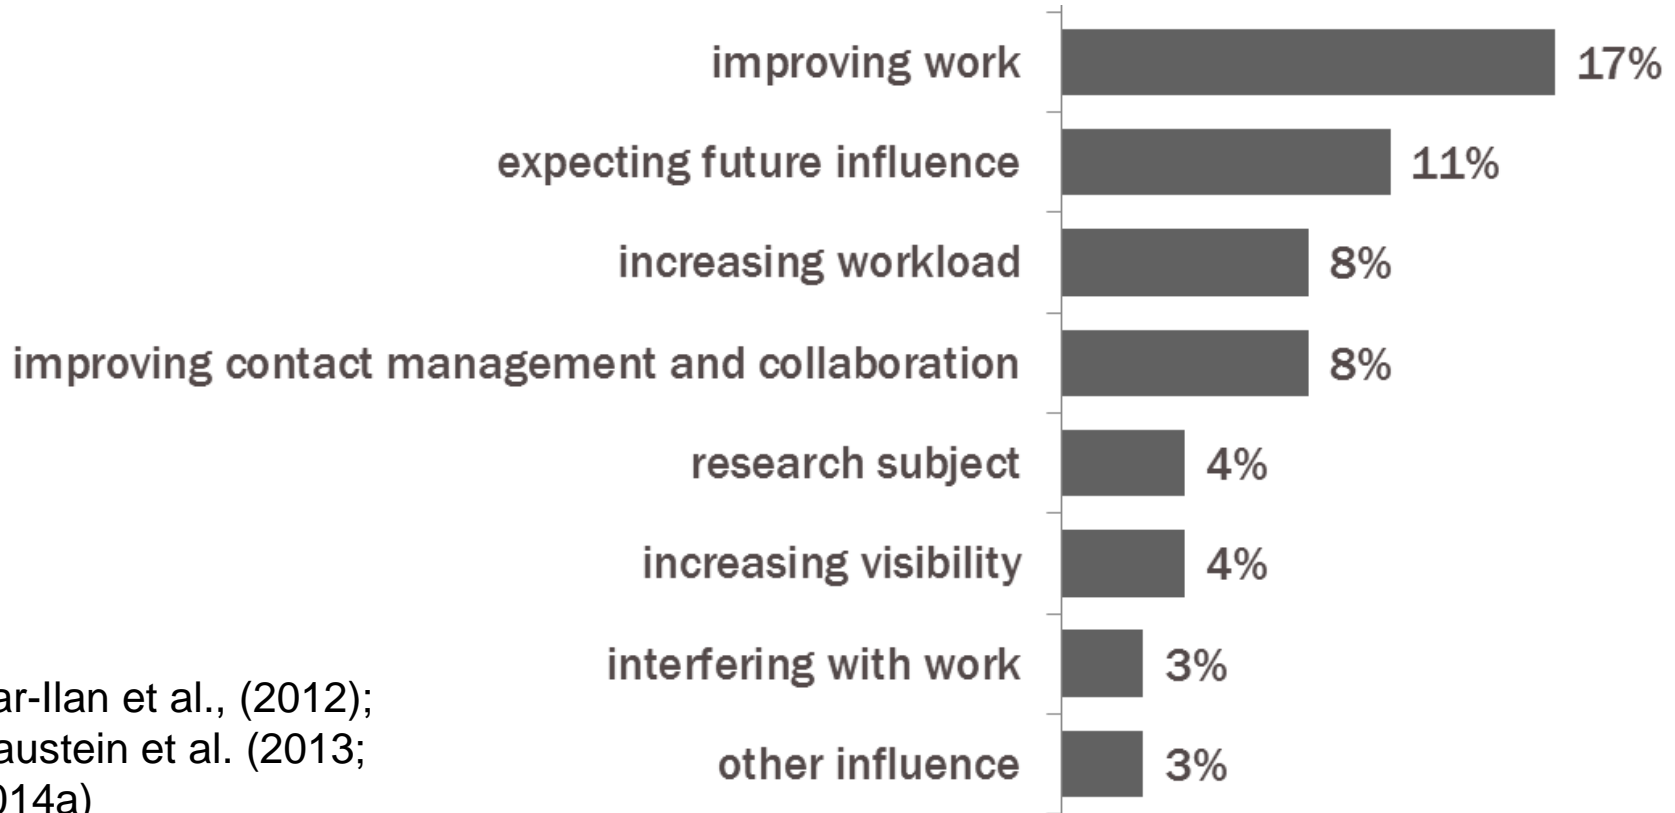 improving work 17%
expecting future influence 11%
increasing workload 8%
improving contact management and collaboration 8%
research subject 4%
increasing visibility 4%
interfering with work 3%
ar-Ilan et al., (2012);
austein et al. (2013;
014a)
other influence 3%